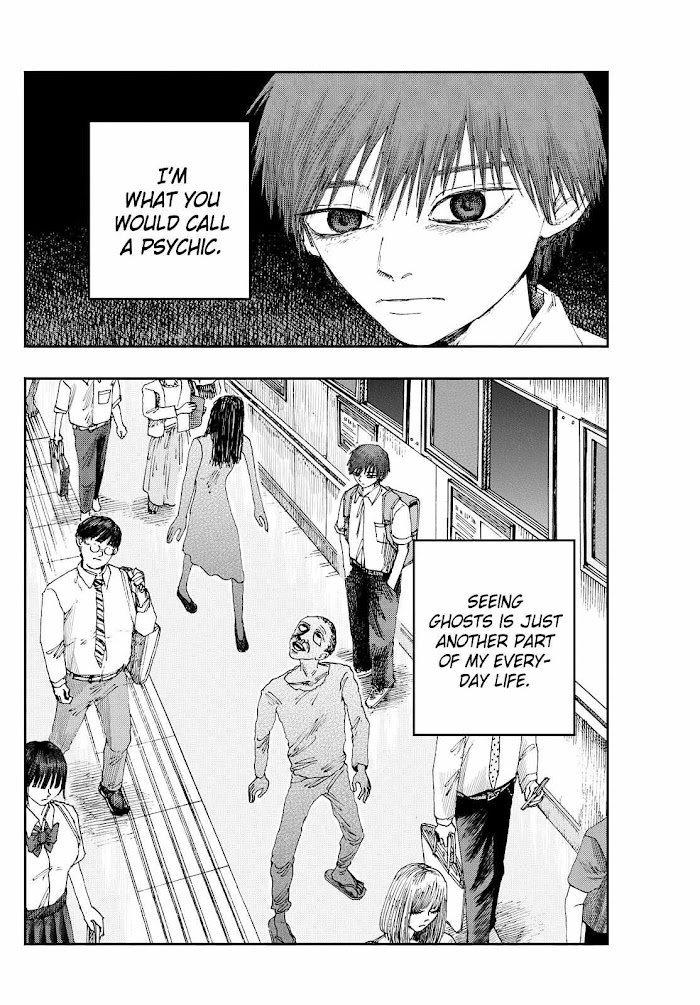 I'M
WHAT YOU
WOULD CALL
A PSYCHIC.
SEEING
GHOSTS IS JUST
ANOTHER PART
OF MY EVERY-
DAY LIFE.